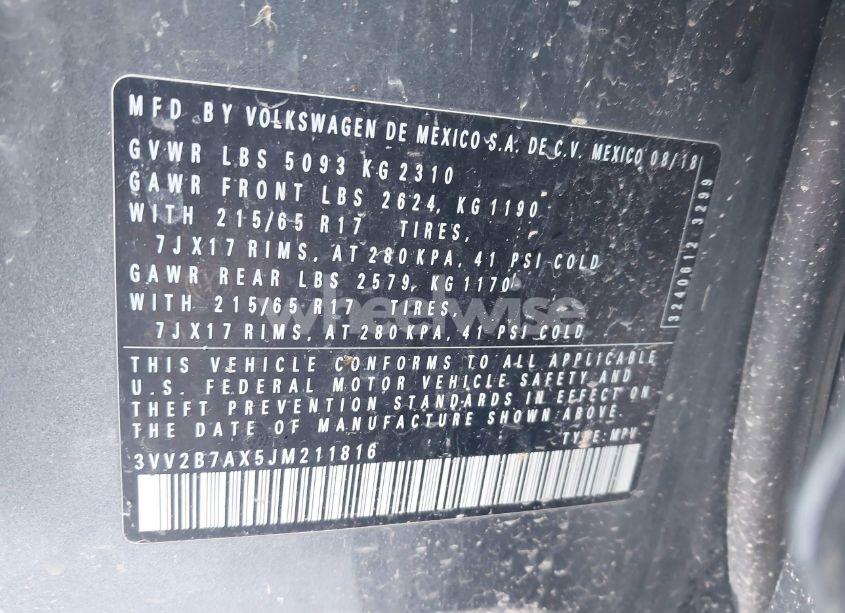 MFD BY VOLKSWAGEN DE MEXICO S.A. DE C.V. MEXICO 08/18
GVWR LBS 5093 KG 2310
GAWR FRONT LBS 2624, KG 1190
WITH 215/65 R17 TIRES,
7JX17 RIMS, AT 280 KPA, 41 PSI COLD
GAWR REAR LBS 2579, KG 1170
WITH 215/65 R17 TIRES,
7JX17 RIMS, AT 280 KPA, 41 PSI COLD
THIS VEHICLE CONFORMS TO ALL APPLICABLE
U.S. FEDERAL MOTOR VEHICLE SAFETY AND
THEFT PREVENTION STANDARDS IN EFFECT ON
THE DATE OF MANUFACTURE SHOWN ABOVE.
3VV2B7AX5JM211816 TYPE: MPV
3240612 3299
wheelwise